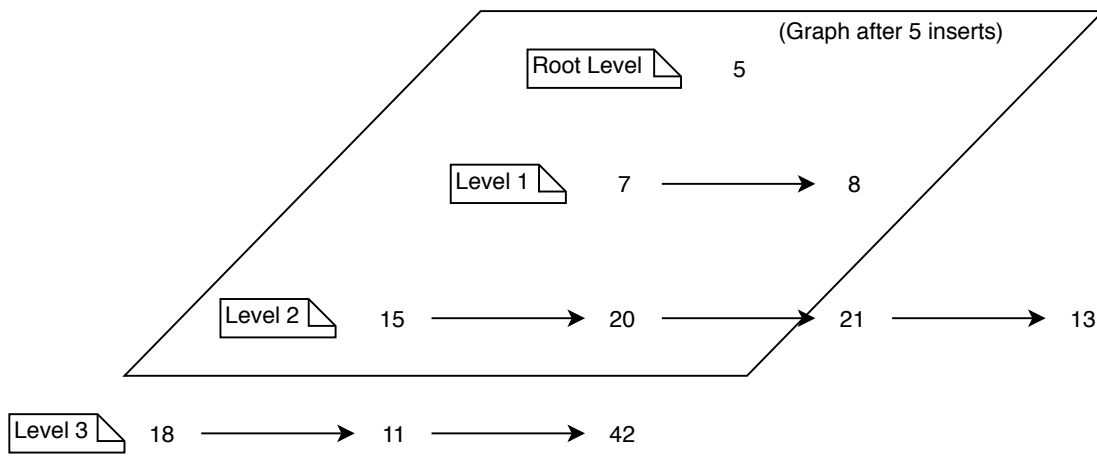 (Graph after 5 inserts)
Root Level 5
Level 1 7 8
Level 2 15 20 21 13
Level 3 18 11 42